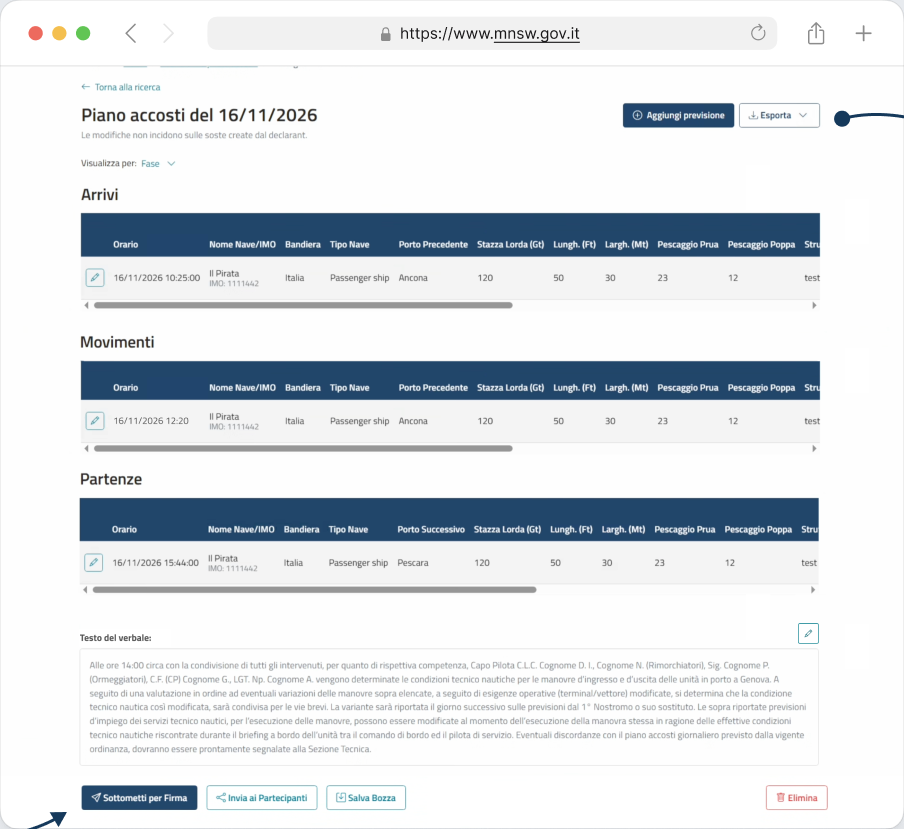 https://www.mnsw.gov.it
← Torna alla ricerca
Piano accosti del 16/11/2026
Aggiungi previsione
Esporta
Le modifiche non incidono sulle soste create dal declarant.
Visualizza per: Fase
Arrivi
Orario Nome Nave/IMO Bandiera Tipo Nave Porto Precedente Stazza Lorda (Gt) Lungh. (Ft) Largh. (Mt) Pescaggio Prua Pescaggio Poppa Stru
16/11/2026 10:25:00 Il Pirata Italia Passenger ship Ancona 120 50 30 23 12 test
IMO: 1111442
Movimenti
Orario Nome Nave/IMO Bandiera Tipo Nave Porto Precedente Stazza Lorda (Gt) Lungh. (Ft) Largh. (Mt) Pescaggio Prua Pescaggio Poppa Stru
16/11/2026 12:20 Il Pirata Italia Passenger ship Ancona 120 50 30 23 12 test
IMO: 1111442
Partenze
Orario Nome Nave/IMO Bandiera Tipo Nave Porto Successivo Stazza Lorda (Gt) Lungh. (Ft) Largh. (Mt) Pescaggio Prua Pescaggio Poppa Stru
16/11/2026 15:44:00 Il Pirata Italia Passenger ship Pescara 120 50 30 23 12 test
IMO: 1111442
Testo del verbale:
Alle ore 14:00 circa con la condivisione di tutti gli intervenuti, per quanto di rispettiva competenza, Capo Pilota C.L.C. Cognome D. I., Cognome N. (Rimorchiatori), Sig. Cognome P.
(Ormeggiatori), C.F. (CP) Cognome G., LGT. Np. Cognome A. vengono determinate le condizioni tecnico nautiche per le manovre d'ingresso e d'uscita delle unità in porto a Genova. A
seguito di una valutazione in ordine ad eventuali variazioni delle manovre sopra elencate, a seguito di esigenze operative (terminal/vettore) modificate, si determina che la condizione
tecnico nautica così modificata, sarà condivisa per le vie brevi. La variante sarà riportata il giorno successivo sulle previsioni dal 1° Nostromo o suo sostituto. Le sopra riportate previsioni
d'impiego dei servizi tecnico nautici, per l'esecuzione delle manovre, possono essere modificate al momento dell'esecuzione della manovra stessa in ragione delle effettive condizioni
tecnico nautiche riscontrate durante il briefing a bordo dell'unità tra il comando di bordo ed il pilota di servizio. Eventuali discordanze con il piano accosti giornaliero previsto dalla vigente
ordinanza, dovranno essere prontamente segnalate alla Sezione Tecnica.
Sottometti per Firma
Invia ai Partecipanti
Salva Bozza
Elimina